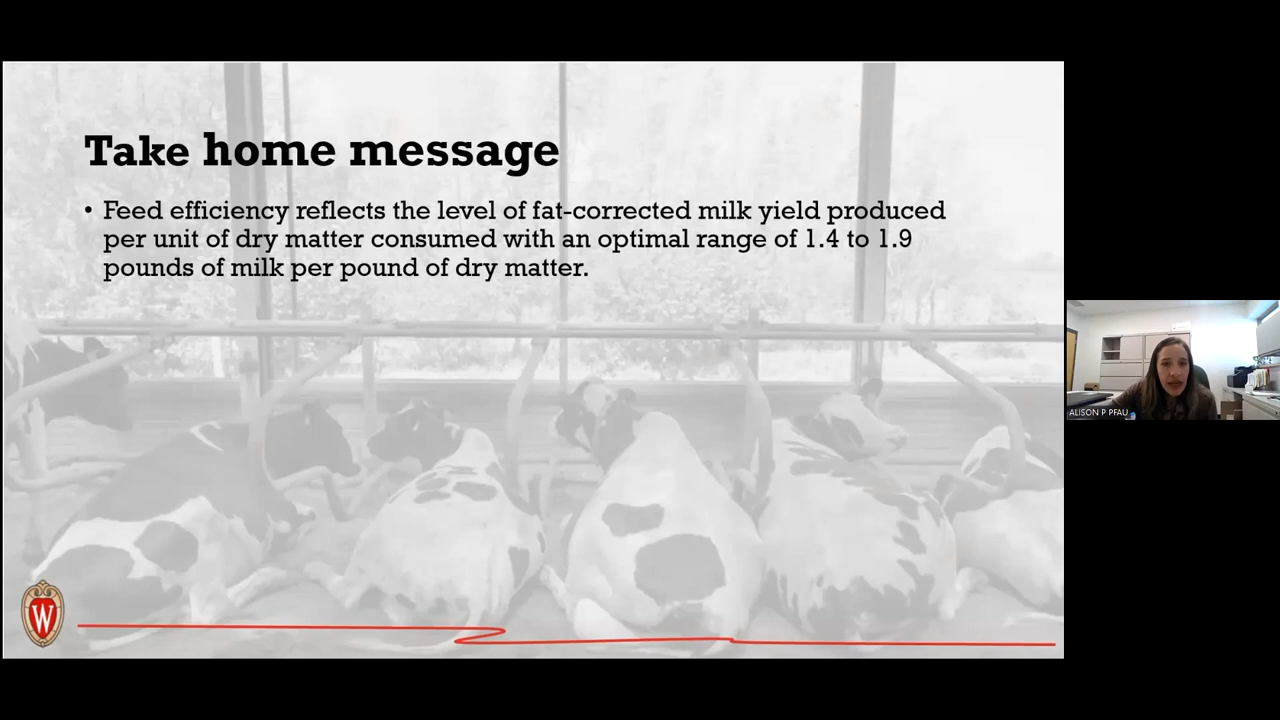 Take home message
• Feed efficiency reflects the level of fat-corrected milk yield produced
per unit of dry matter consumed with an optimal range of 1.4 to 1.9
pounds of milk per pound of dry matter.
ALISON P PFAU
W